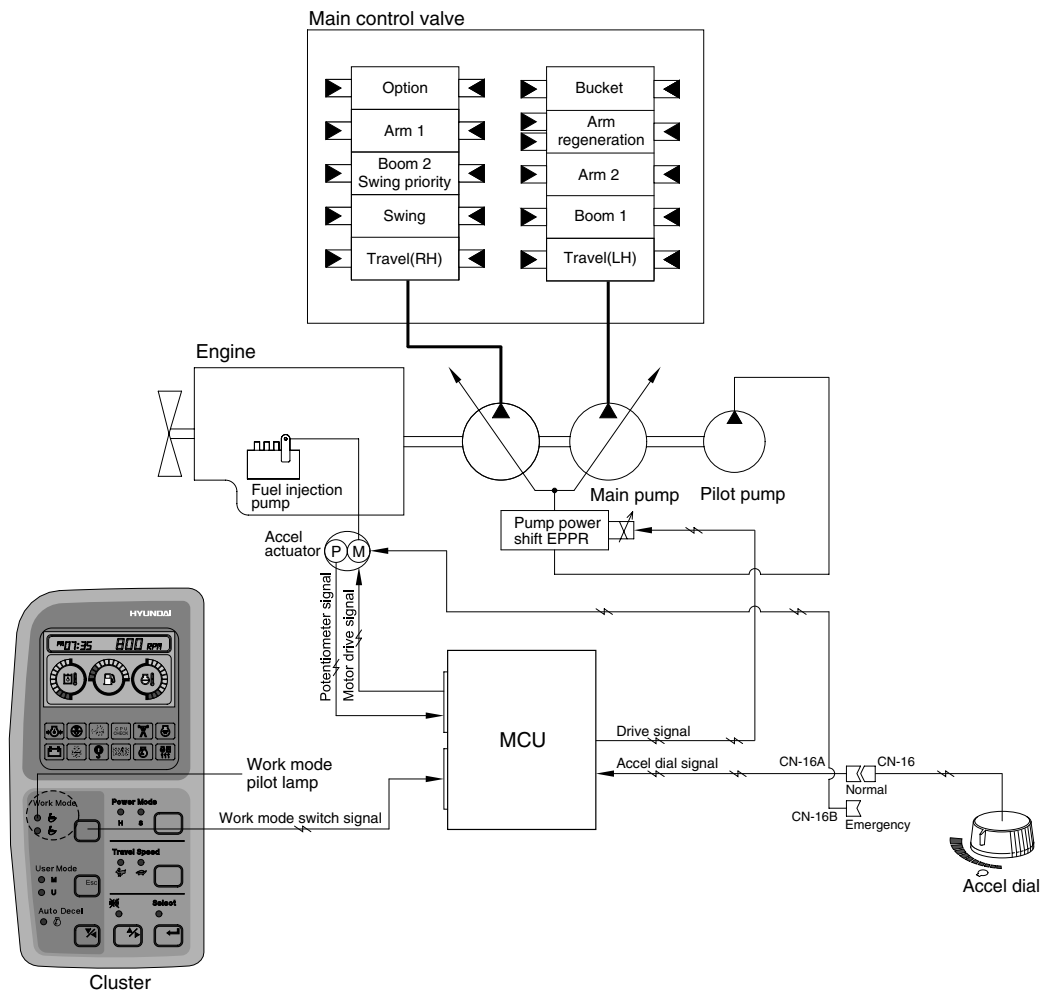 Main control valve
Option
Arm 1
Boom 2
Swing priority
Swing
Travel(RH)
Bucket
Arm
regeneration
Arm 2
Boom 1
Travel(LH)
Engine
Fuel injection
pump
Main pump
Pilot pump
Pump power
shift EPPR
Accel
actuator
P
M
Potentiometer signal
Motor drive signal
MCU
Drive signal
Accel dial signal
CN-16A
CN-16
Normal
CN-16B
Emergency
Accel dial
HYUNDAI
07:35
800 RPM
CPU
CHECK
Work mode
pilot lamp
Work mode switch signal
Work Mode
Power Mode
H
S
Travel Speed
User Mode
M
U
Esc
Auto Decel
Select
Cluster